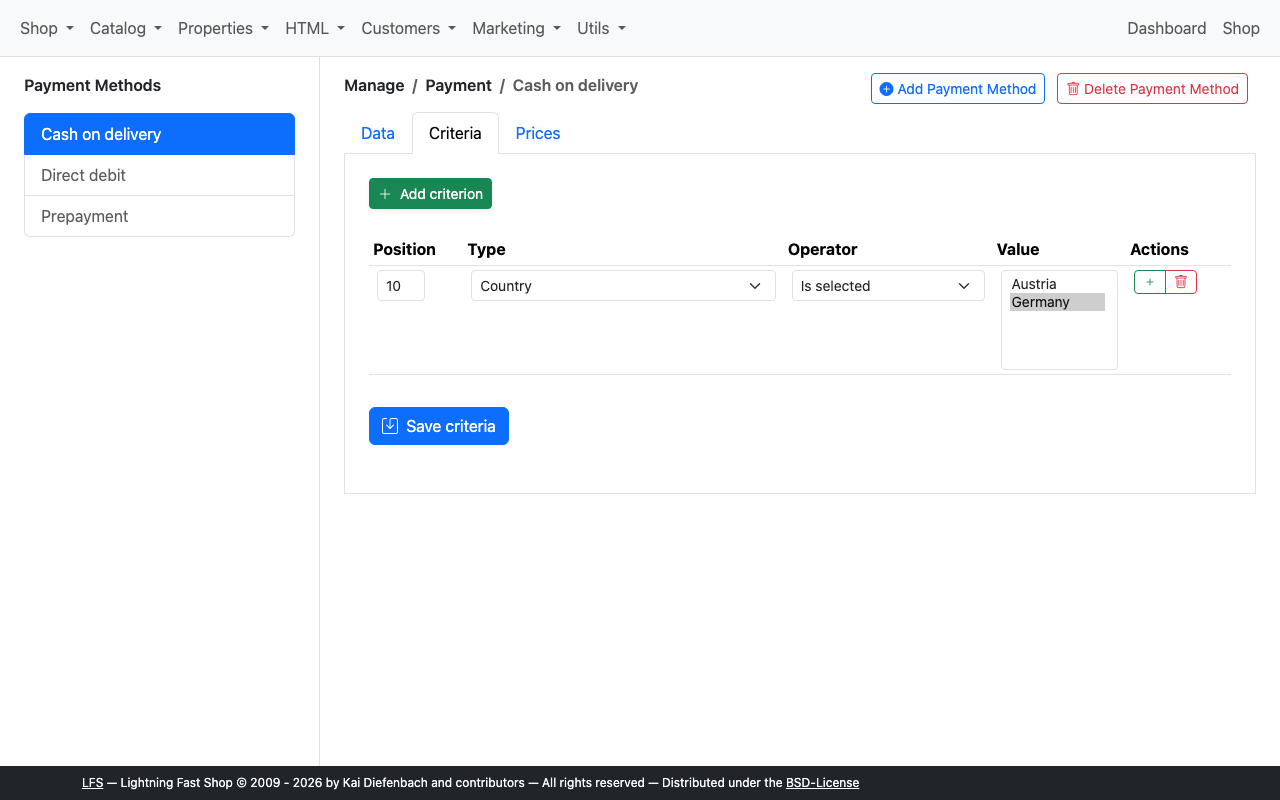 Shop Catalog Properties HTML Customers Marketing Utils Dashboard Shop
Payment Methods
Cash on delivery
Direct debit
Prepayment
Manage / Payment / Cash on delivery
Add Payment Method Delete Payment Method
Data Criteria Prices
Add criterion
Position Type Operator Value Actions
10 Country Is selected Austria
Germany
Save criteria
LFS — Lightning Fast Shop © 2009 - 2026 by Kai Diefenbach and contributors — All rights reserved — Distributed under the BSD-License